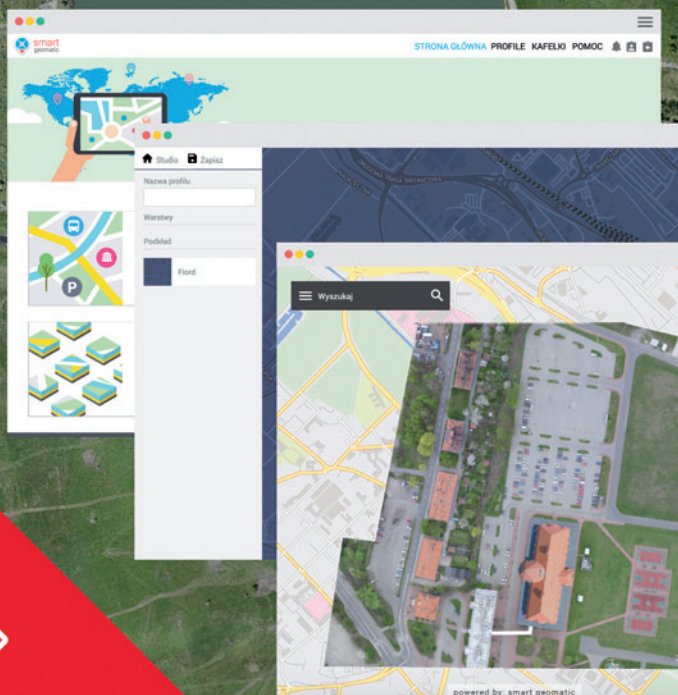 smart
geomatic
STRONA GŁÓWNA PROFILE KAFELKI POMOC
Studio Zapisz
Nazwa profilu
Warstwy
Podkład
Fiord
Wyszukaj
P
powered by: smart geomatic